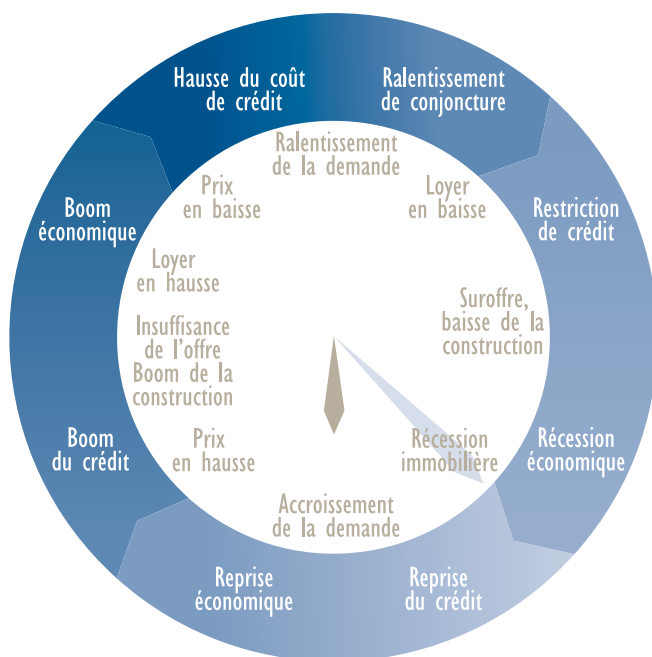 Hausse du coût
de crédit
Ralentissement
de conjoncture
Ralentissement
de la demande
Prix
en baisse
Loyer
en baisse
Boom
économique
Restriction
de crédit
Loyer
en hausse
Suroffre,
baisse de la
construction
Insuffisance
de l'offre
Boom de la
construction
Boom
du crédit
Prix
en hausse
Récession
immobilière
Récession
économique
Accroissement
de la demande
Reprise
économique
Reprise
du crédit